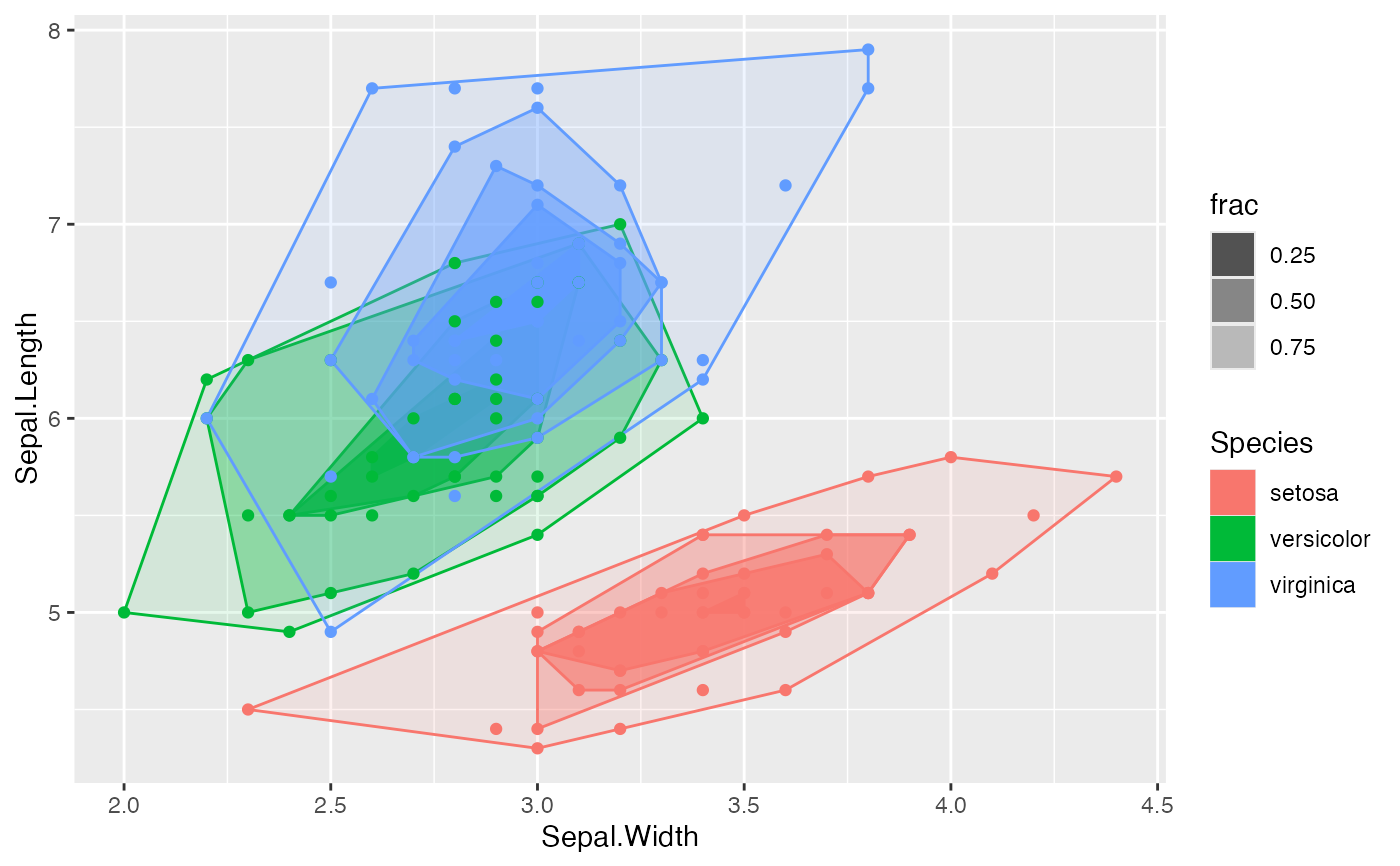 8
7
6
5
Sepal.Length
2.0 2.5 3.0 3.5 4.0 4.5
Sepal.Width
frac
0.25
0.50
0.75
Species
setosa
versicolor
virginica